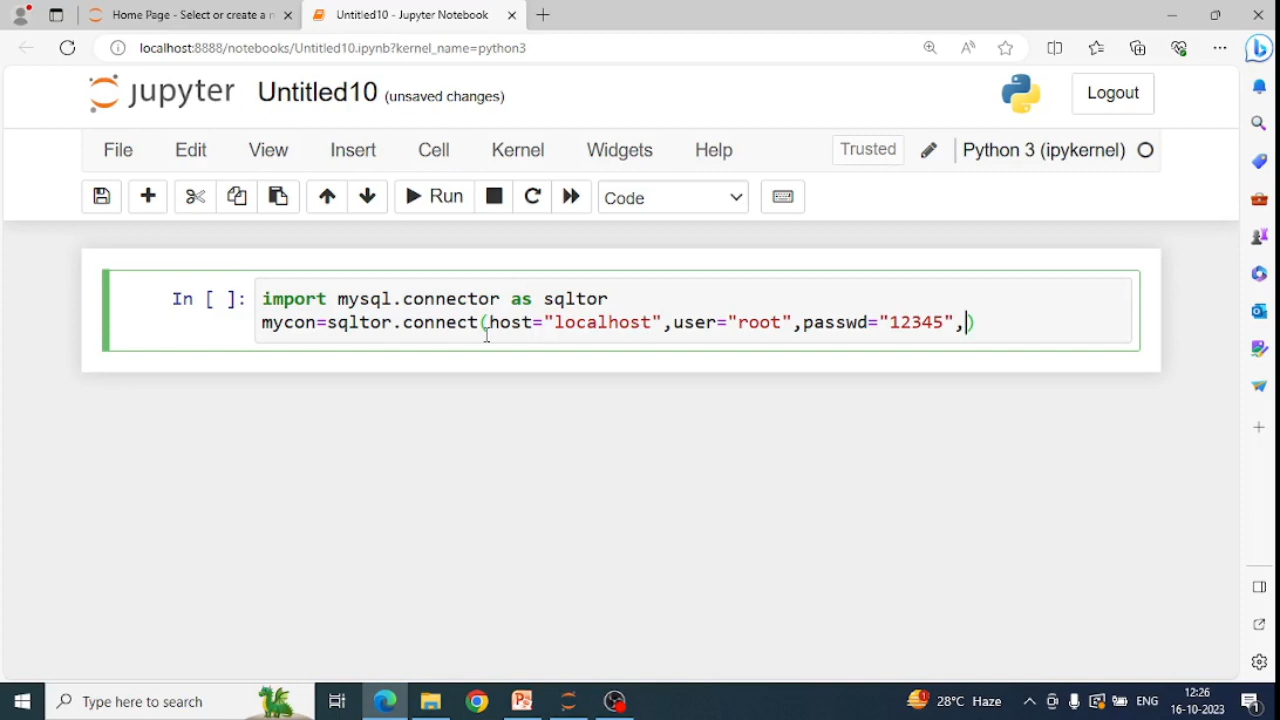 Home Page - Select or create a n
Untitled10 - Jupyter Notebook
localhost:8888/notebooks/Untitled10.ipynb?kernel_name=python3
jupyter Untitled10 (unsaved changes)
Logout
File Edit View Insert Cell Kernel Widgets Help Trusted Python 3 (ipykernel)
Run Code
In [ ]: import mysql.connector as sqltor
mycon=sqltor.connect(host="localhost",user="root",passwd="12345",)
Type here to search
1
28°C Haze
ENG
12:26
16-10-2023
1